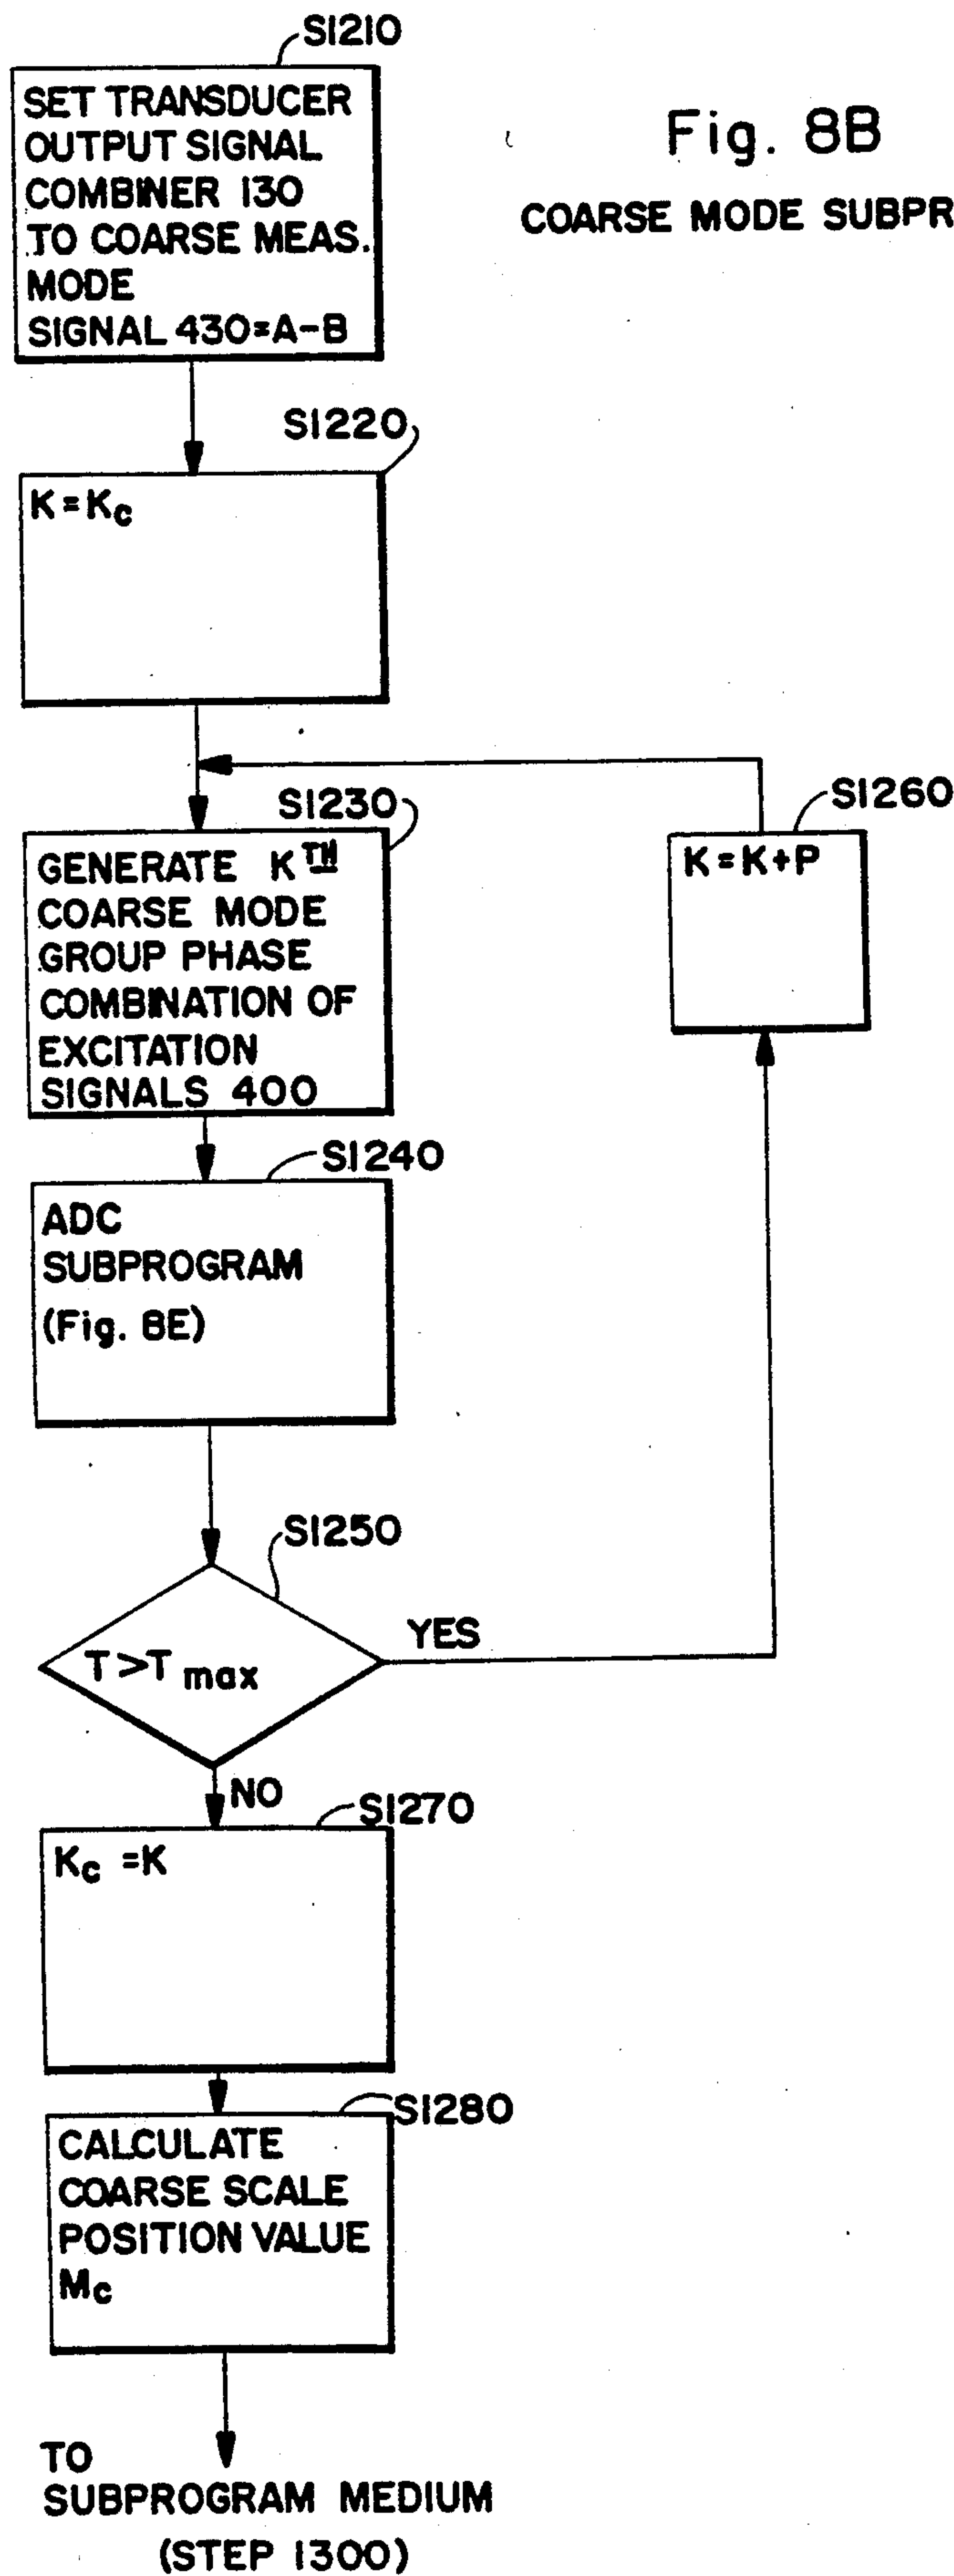 S1210
SET TRANSDUCER
OUTPUT SIGNAL
COMBINER 130
TO COARSE MEAS.
MODE
SIGNAL 430=A-B
Fig. 8B
COARSE MODE SUBPR
S1220
K=Kc
S1230
GENERATE KTH
COARSE MODE
GROUP PHASE
COMBINATION OF
EXCITATION
SIGNALS 400
S1260
K=K+P
S1240
ADC
SUBPROGRAM
(Fig. 8E)
S1250
T>Tmax
YES
NO
S1270
Kc =K
S1280
CALCULATE
COARSE SCALE
POSITION VALUE
Mc
TO
SUBPROGRAM MEDIUM
(STEP 1300)